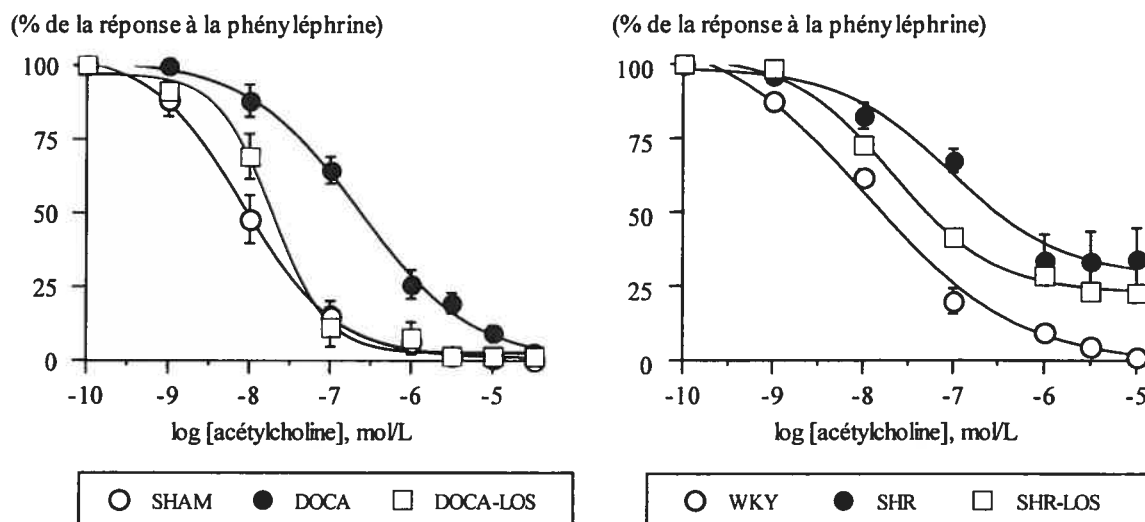 (% de la réponse à la phényléphrine)
100
75
50
25
0
-10 -9 -8 -7 -6 -5
log [acétylcholine], mol/L
SHAM DOCA DOCA-LOS
(% de la réponse à la phényléphrine)
100
75
50
25
0
-10 -9 -8 -7 -6 -5
log [acétylcholine], mol/L
WKY SHR SHR-LOS